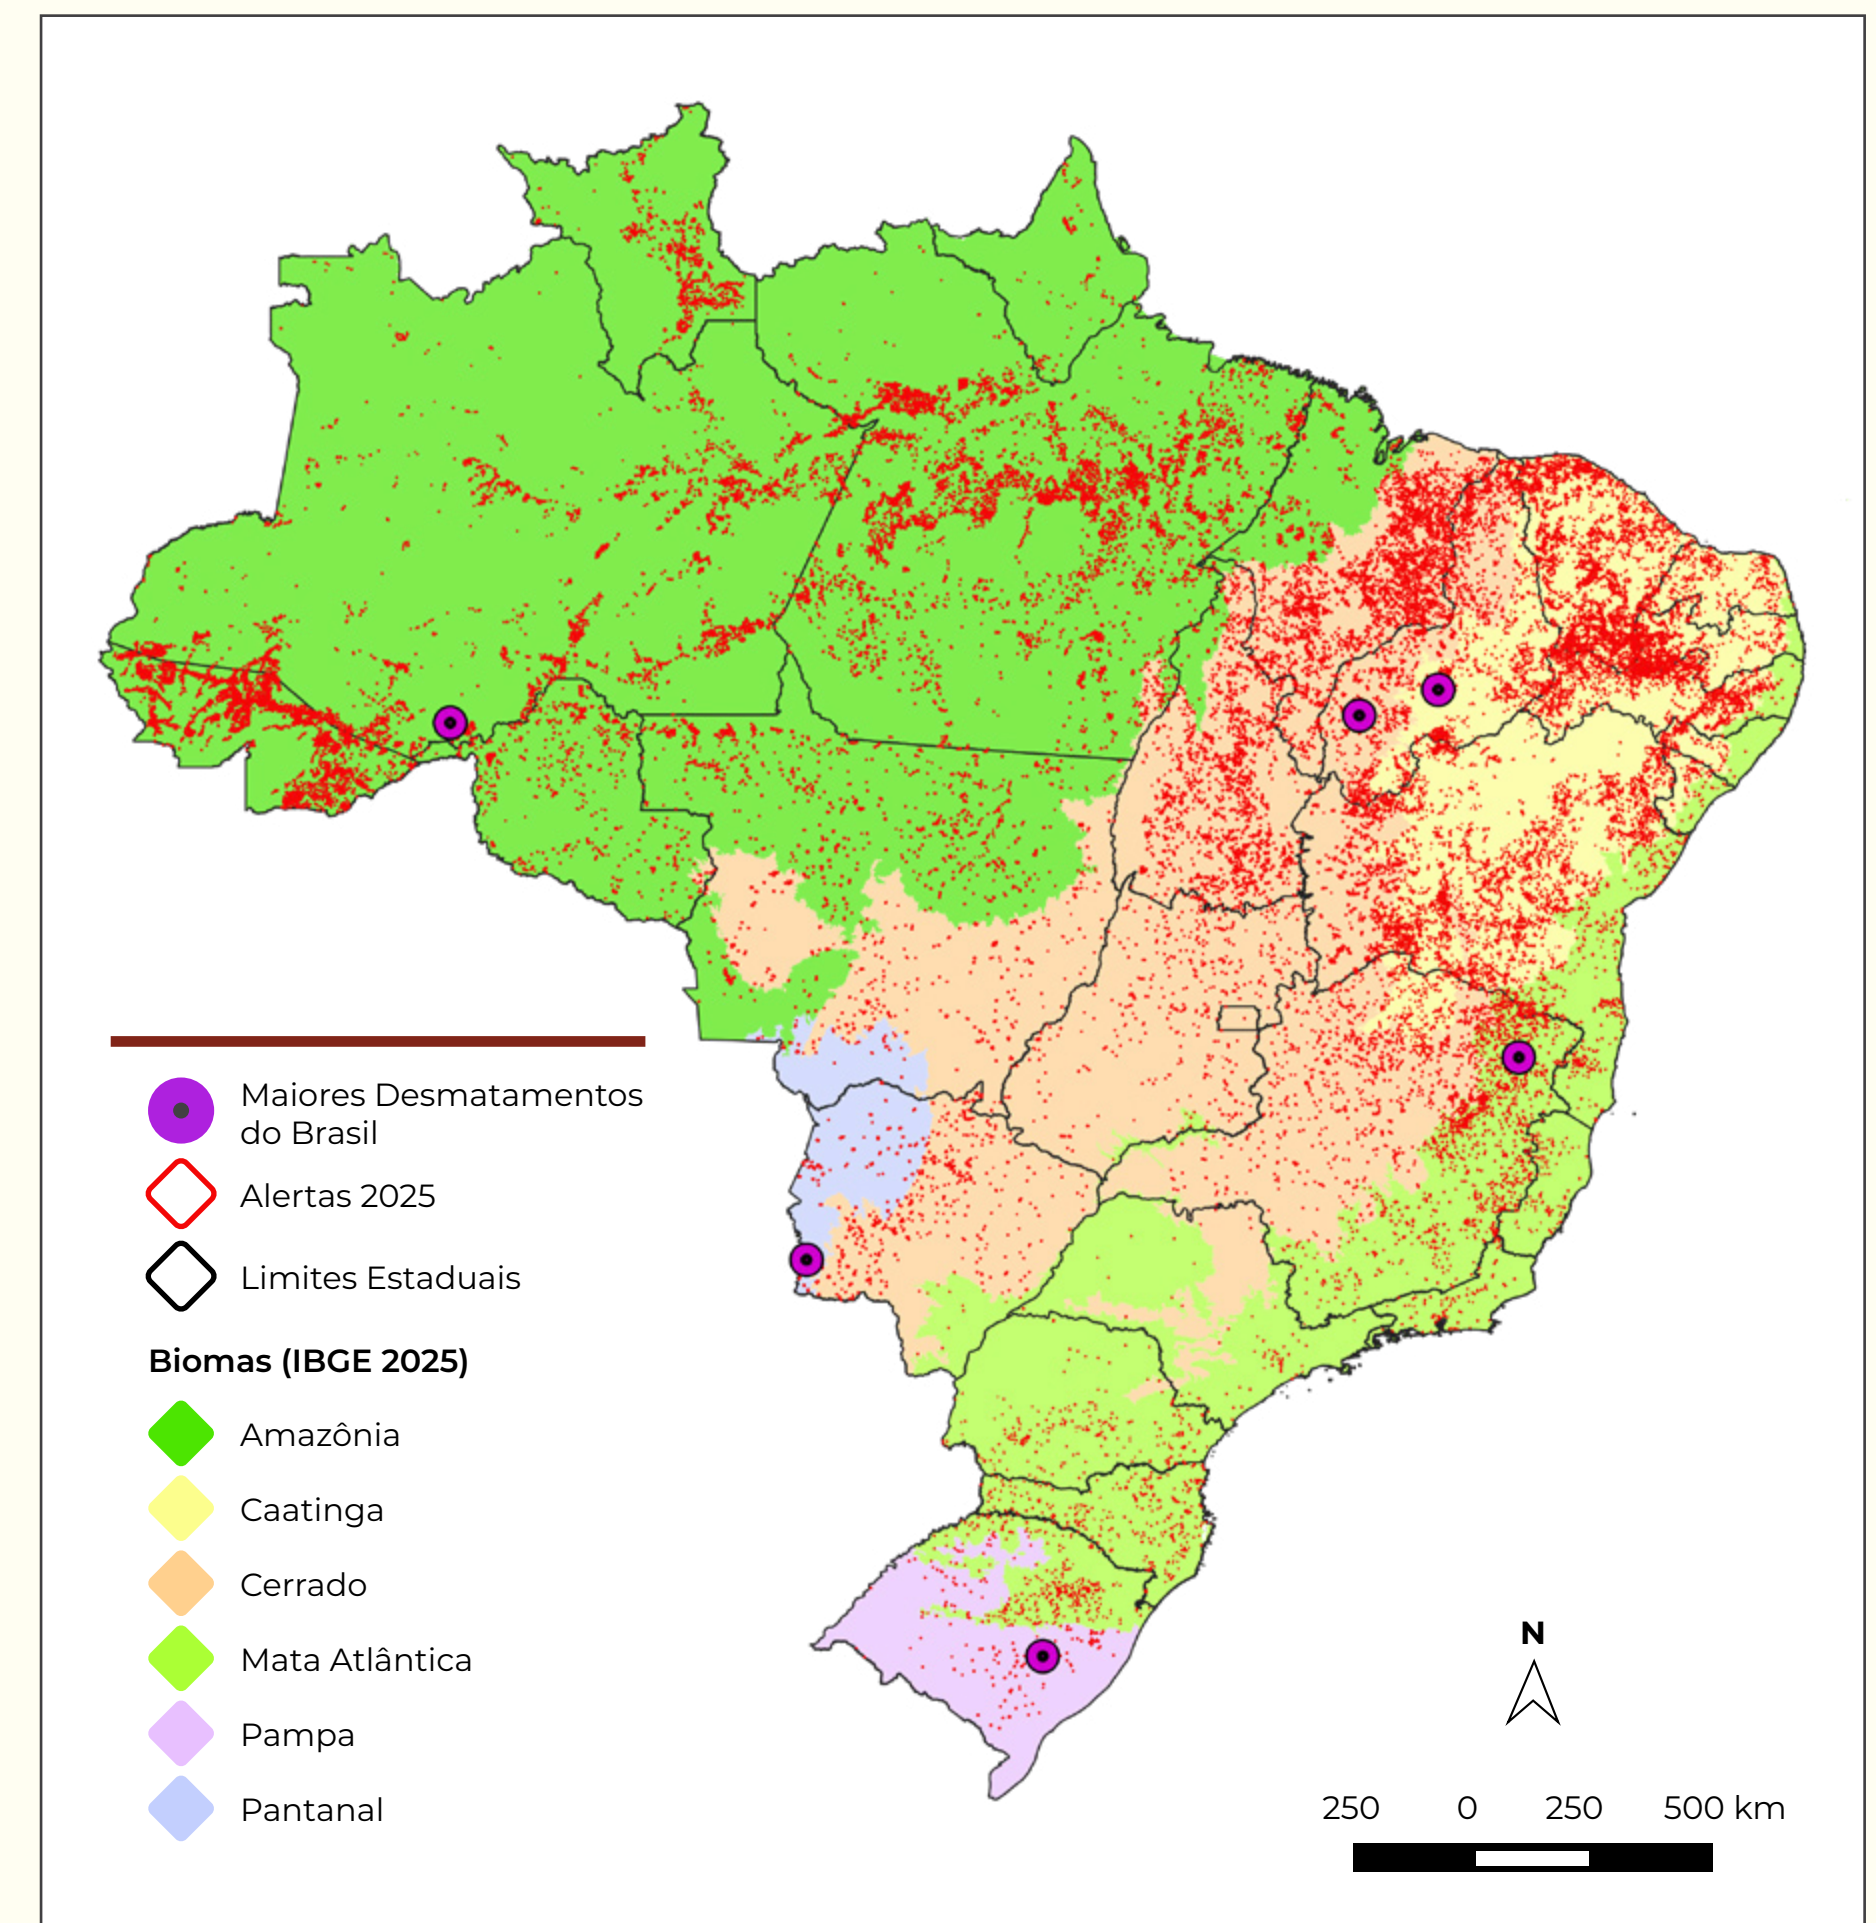 Maiores Desmatamentos
do Brasil
Alertas 2025
Limites Estaduais
Biomas (IBGE 2025)
Amazônia
Caatinga
Cerrado
Mata Atlântica
Pampa
Pantanal
N
250 0 250 500 km